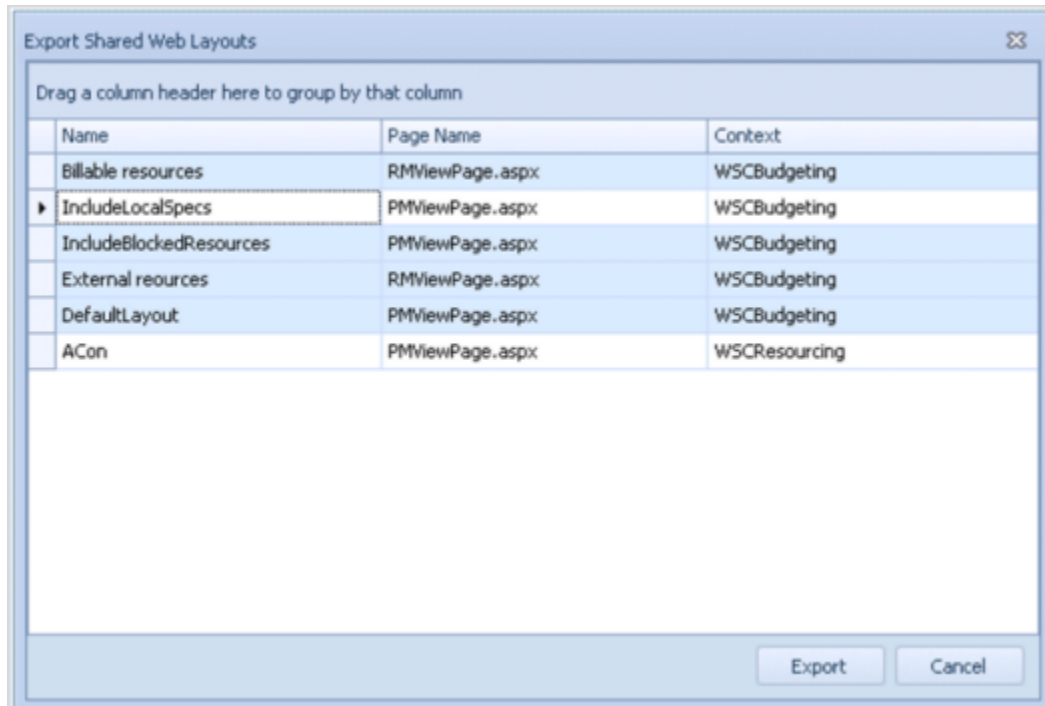 Export Shared Web Layouts
Drag a column header here to group by that column
Name Page Name Context
Billable resources RMViewPage.aspx WSCBudgeting
IncludeLocalSpecs PMViewPage.aspx WSCBudgeting
IncludeBlockedResources PMViewPage.aspx WSCBudgeting
External reources RMViewPage.aspx WSCBudgeting
DefaultLayout PMViewPage.aspx WSCBudgeting
ACon PMViewPage.aspx WSCResourcing
Export Cancel